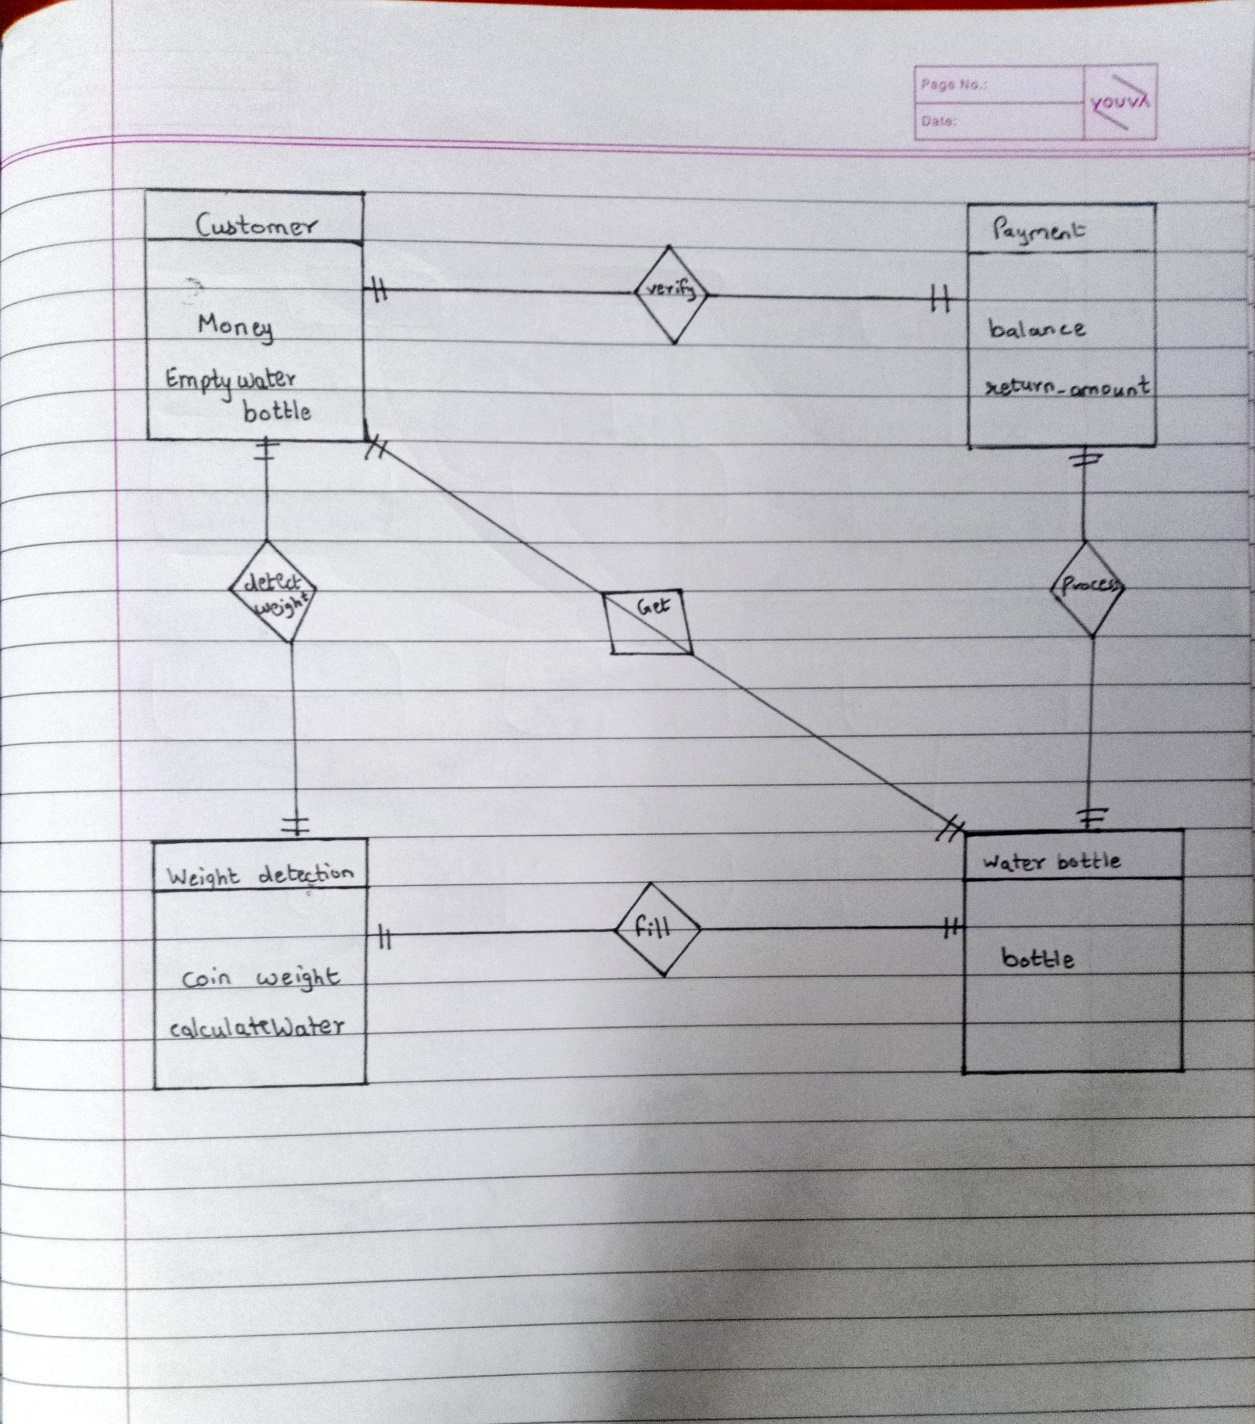 Page No.:
Date:
youva
Customer
Money
Empty water
bottle
verify
Payment
balance
return_amount
detect
weight
Get
Process
Weight detection
coin weight
calculateWater
fill
water bottle
bottle